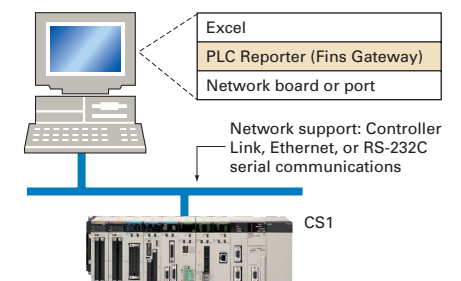 Excel
PLC Reporter (Fins Gateway)
Network board or port
Network support: Controller
Link, Ethernet, or RS-232C
serial communications
CS1